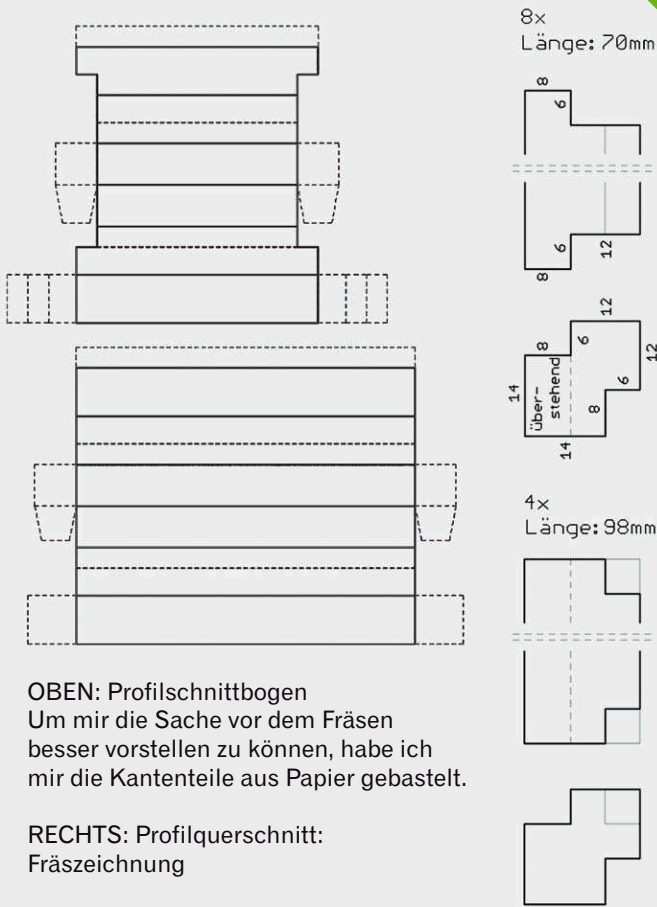 8x
Länge: 70mm
8
6
6
12
8
12
8
6
12
14
über-
stehend
6
8
14
4x
Länge: 98mm
OBEN: Profilschnittbogen
Um mir die Sache vor dem Fräsen
besser vorstellen zu können, habe ich
mir die Kantenteile aus Papier gebastelt.
RECHTS: Profilquerschnitt:
Fräszeichnung